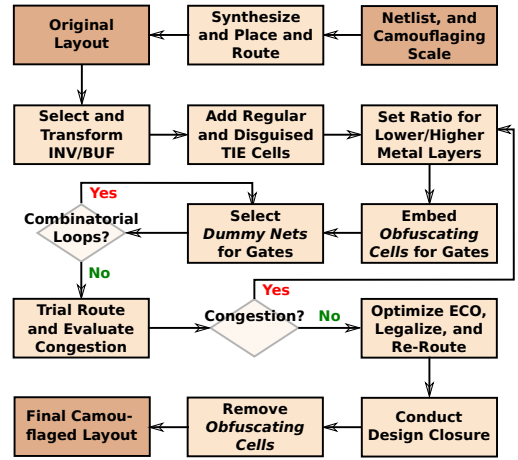 Original
Layout
Synthesize
and Place and
Route
Netlist, and
Camouflaging
Scale
Select and
Transform
INV/BUF
Add Regular
and Disguised
TIE Cells
Set Ratio for
Lower/Higher
Metal Layers
Yes
Combinatorial
Loops?
No
Select
Dummy Nets
for Gates
Embed
Obfuscating
Cells for Gates
Trial Route
and Evaluate
Congestion
Yes
Congestion?
No
Optimize ECO,
Legalize, and
Re-Route
Final Camou-
flaged Layout
Remove
Obfuscating
Cells
Conduct
Design Closure